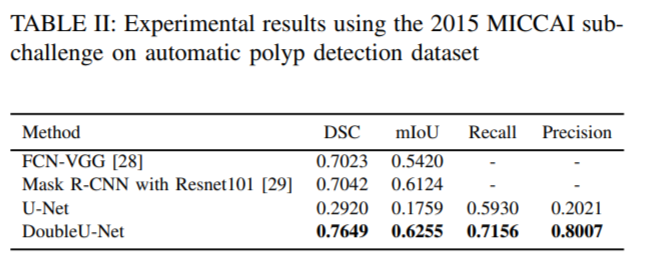 TABLE II: Experimental results using the 2015 MICCAI sub-
challenge on automatic polyp detection dataset
Method DSC mIoU Recall Precision
FCN-VGG [28] 0.7023 0.5420 - -
Mask R-CNN with Resnet101 [29] 0.7042 0.6124 - -
U-Net 0.2920 0.1759 0.5930 0.2021
DoubleU-Net 0.7649 0.6255 0.7156 0.8007